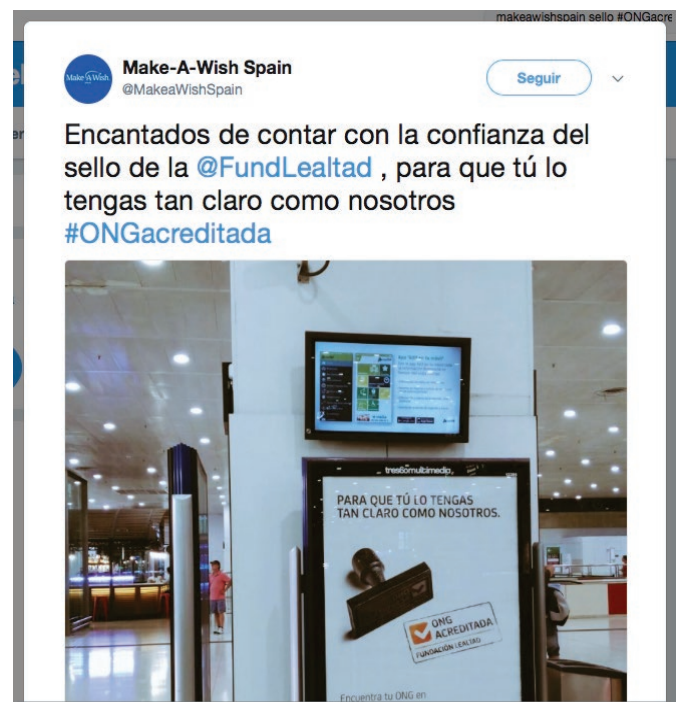 makeawishspain sello #ONGacre
Make-A-Wish
Make-A-Wish Spain
@MakeaWishSpain
Seguir
Encantados de contar con la confianza del
sello de la @FundLealtad , para que tú lo
tengas tan claro como nosotros
#ONGacreditada
PARA QUE TÚ LO TENGAS
TAN CLARO COMO NOSOTROS.
ONG
ACREDITADA
FUNDACIÓN LEALTAD
Encuentra tu ONG en